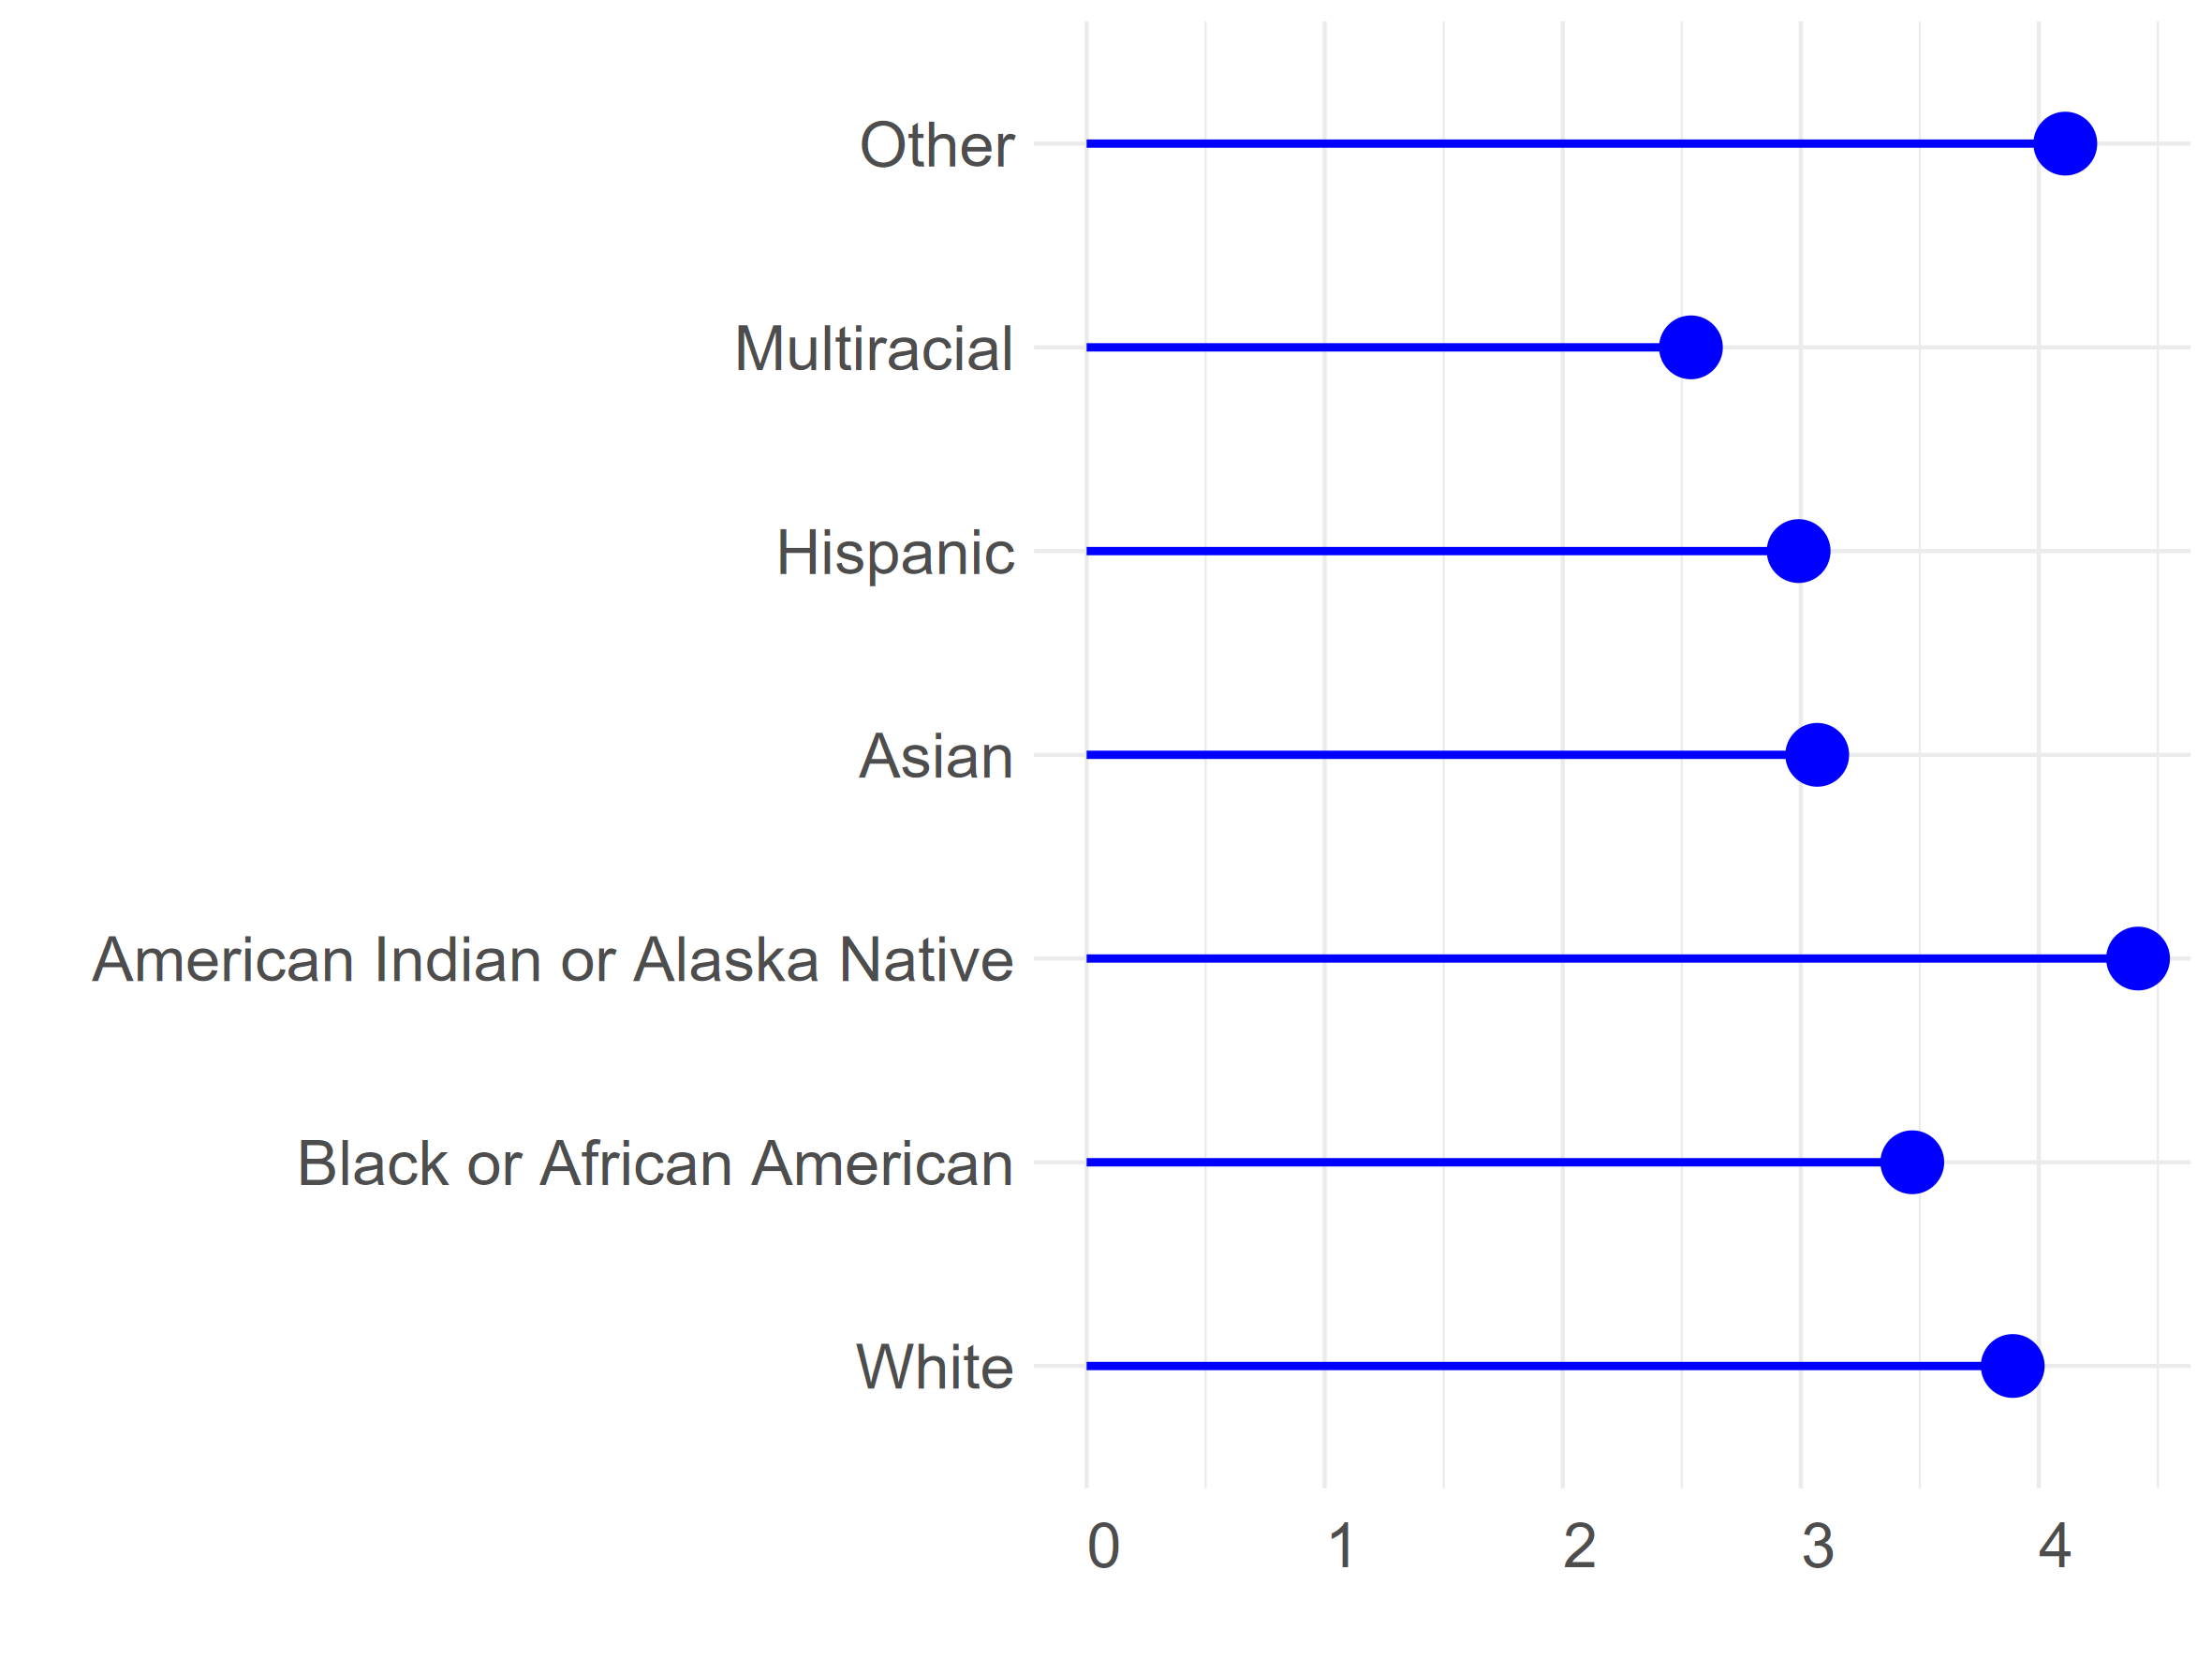 Other
Multiracial
Hispanic
Asian
American Indian or Alaska Native
Black or African American
White
0 1 2 3 4